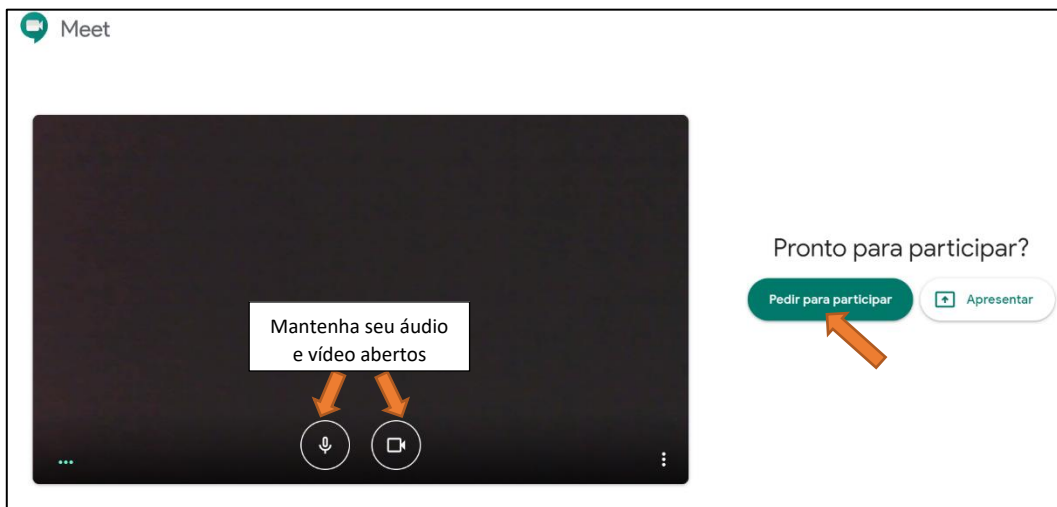 Meet
Pronto para participar?
Pedir para participar
Apresentar
Mantenha seu áudio
e vídeo abertos